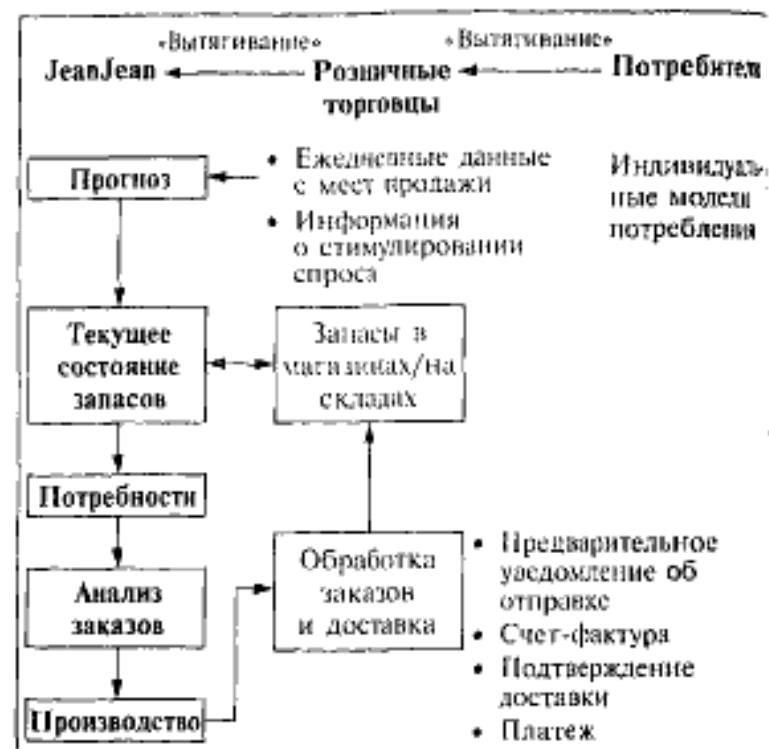 «Вытягивание» «Вытягивание»
JeanJean Розничные Потребители
торговцы
Прогноз
• Ежедневные данные
с мест продажи
• Информация
о стимулировании
спроса
Индивидуаль-
ные модели
потребления
Текущее
состояние
запасов
Запасы в
магазинах/на
складах
Потребности
Анализ
заказов
Обработка
заказов
и доставка
Производство
• Предварительное
уведомление об
отправке
• Счет-фактура
• Подтверждение
доставки
• Платеж